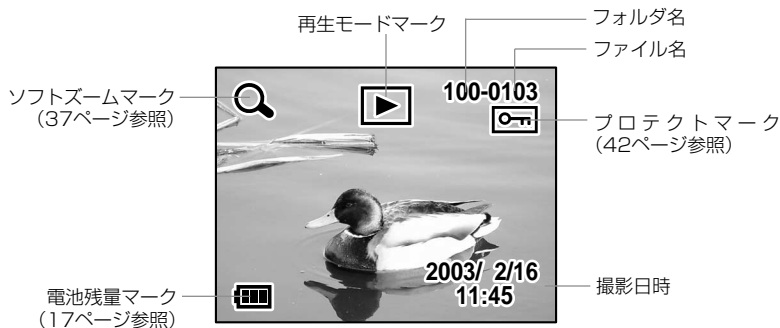 再生モードマーク
フォルダ名
ファイル名
ソフトズームマーク
（37ページ参照）
100-0103
プロテクトマーク
（42ページ参照）
2003/ 2/16
11:45
撮影日時
電池残量マーク
（17ページ参照）